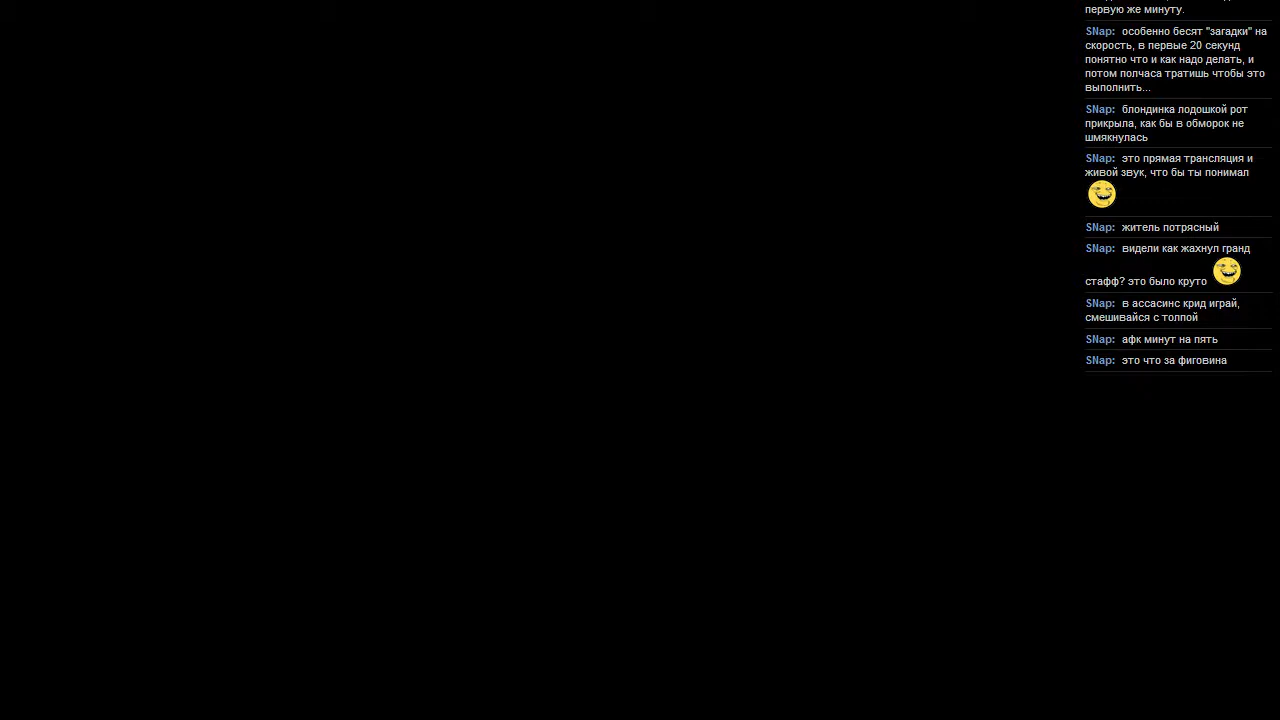 первую же минуту.
SNap: особенно бесят "загадки" на
скорость, в первые 20 секунд
понятно что и как надо делать, и
потом полчаса тратишь чтобы это
выполнить...
SNap: блондинка лодошкой рот
прикрыла, как бы в обморок не
шмякнулась
SNap: это прямая трансляция и
живой звук, что бы ты понимал
SNap: житель потрясный
SNap: видели как жахнул гранд
стафф? это было круто
SNap: в ассасинс крид играй,
смешивайся с толпой
SNap: афк минут на пять
SNap: это что за фиговина